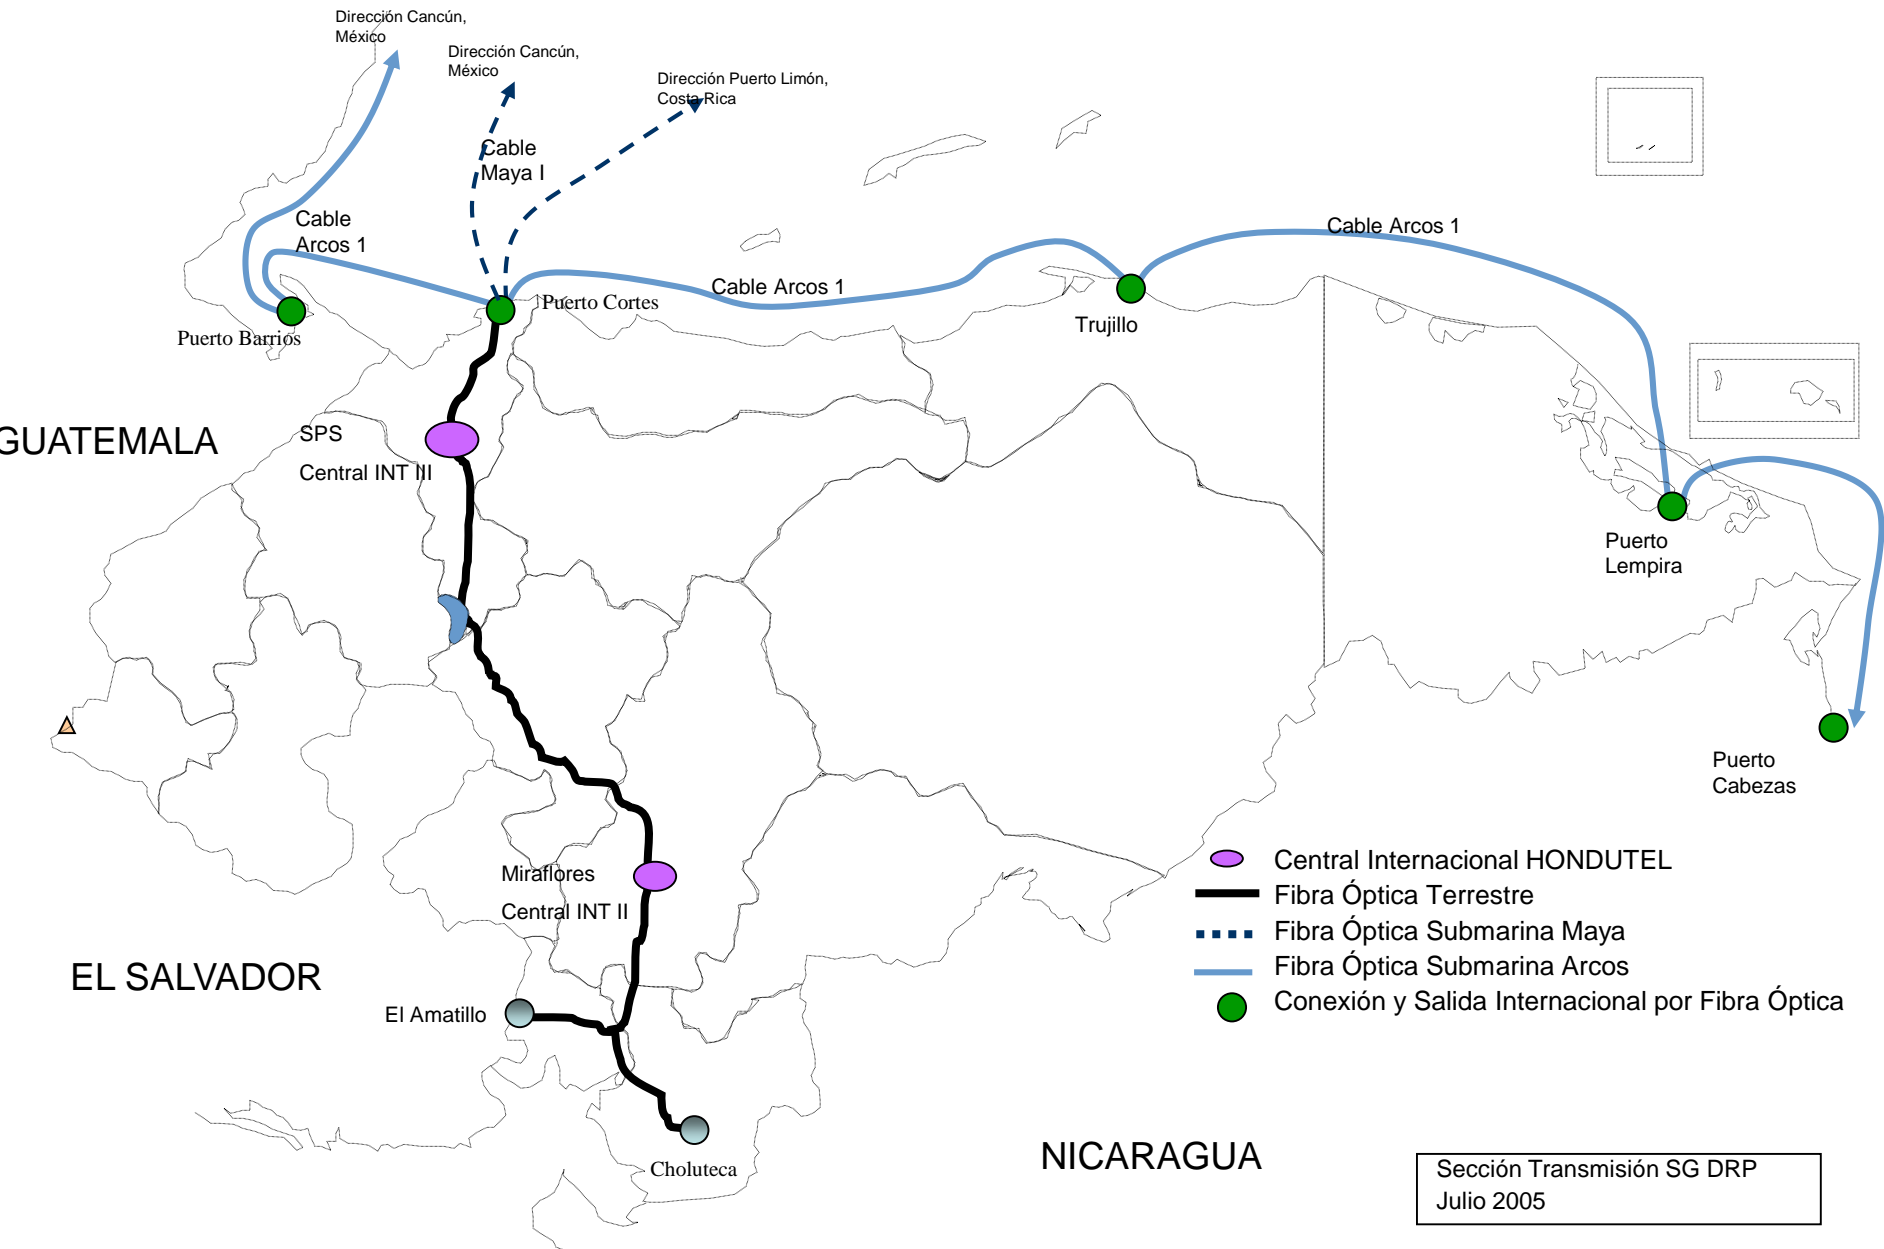 Dirección Cancún,
México
Dirección Cancún,
México
Dirección Puerto Limón,
Costa Rica
Cable
Maya I
Cable
Arcos 1
Cable Arcos 1
Cable Arcos 1
Puerto Cortes
Puerto Barrios
Trujillo
GUATEMALA
SPS
Central INT III
Puerto
Lempira
Puerto
Cabezas
Miraflores
Central INT II
EL SALVADOR
El Amatillo
Choluteca
NICARAGUA
Central Internacional HONDUTEL
Fibra Óptica Terrestre
Fibra Óptica Submarina Maya
Fibra Óptica Submarina Arcos
Conexión y Salida Internacional por Fibra Óptica
Sección Transmisión SG DRP
Julio 2005